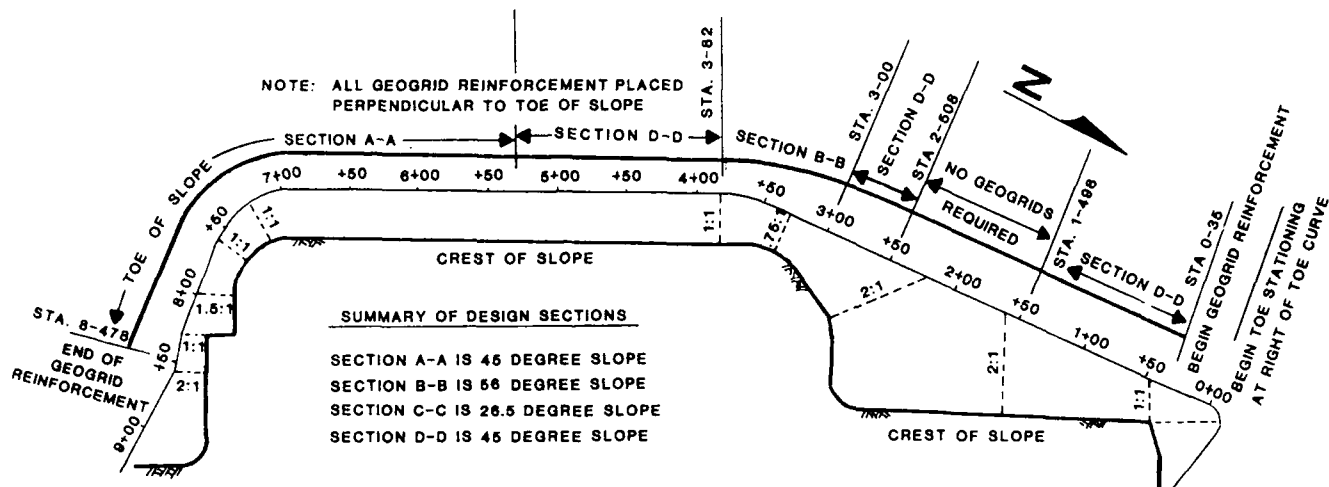 NOTE: ALL GEOGRID REINFORCEMENT PLACED
PERPENDICULAR TO TOE OF SLOPE
SECTION A-A
SECTION D-D
STA. 3-82
SECTION B-B
STA. 3-00
SECTION D-D
STA 2-508
NO GEOGRIDS
REQUIRED
STA. 1-498
SECTION D-D
STA 0-35
BEGIN GEOGRID REINFORCEMENT
BEGIN TOE STATIONING
AT RIGHT OF TOE CURVE
N
TOE OF SLOPE
7+00
+50
6+00
+50
5+00
+50
4+00
+50
3+00
+50
2+00
+50
1+00
+50
0+00
+50
8+00
+50
9+00
1:1
1:1
1.5:1
1:1
2:1
1:1
.75:1
2:1
2:1
1:1
STA. 8-478
END OF
GEOGRID
REINFORCEMENT
CREST OF SLOPE
SUMMARY OF DESIGN SECTIONS
SECTION A-A IS 45 DEGREE SLOPE
SECTION B-B IS 56 DEGREE SLOPE
SECTION C-C IS 26.5 DEGREE SLOPE
SECTION D-D IS 45 DEGREE SLOPE
CREST OF SLOPE